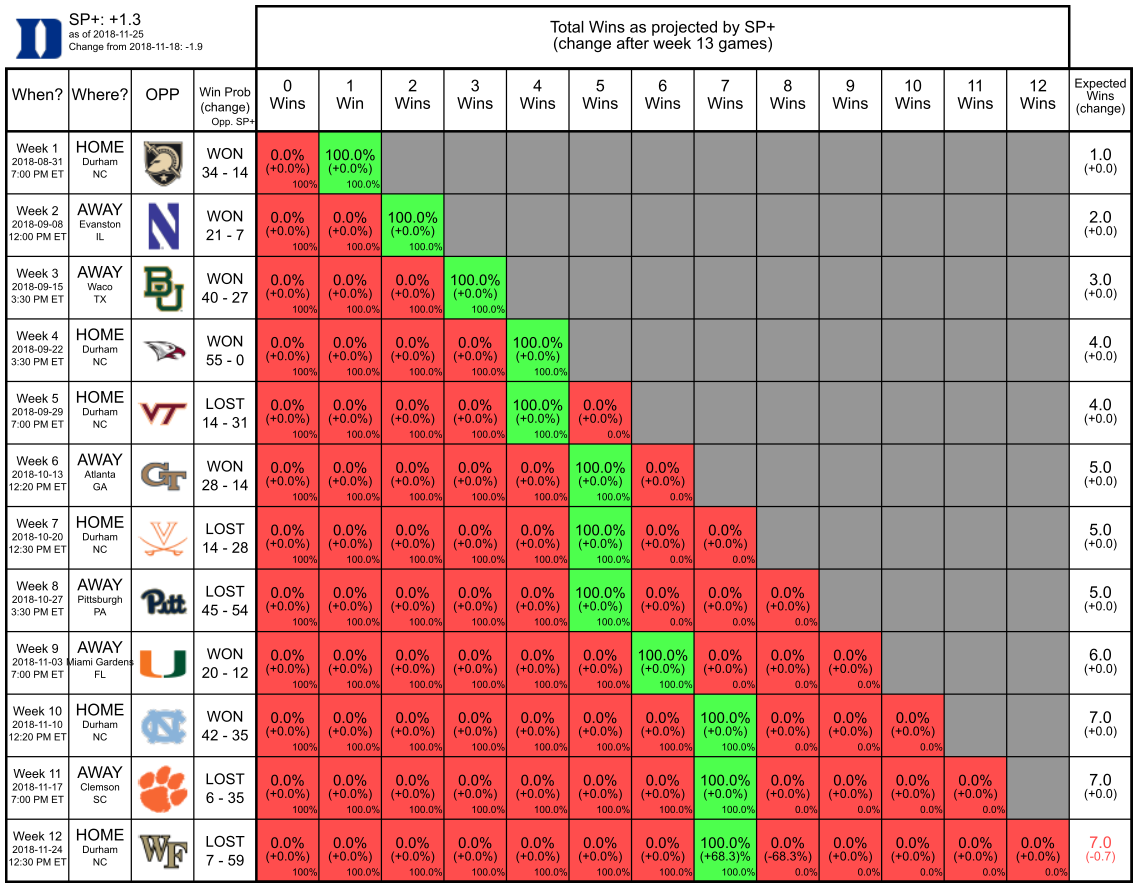 SP+: +1.3
as of 2018-11-25
Change from 2018-11-18: -1.9
Total Wins as projected by SP+
(change after week 13 games)
When? Where? OPP Win Prob (change) Opp. SP+ 0 Wins 1 Win 2 Wins 3 Wins 4 Wins 5 Wins 6 Wins 7 Wins 8 Wins 9 Wins 10 Wins 11 Wins 12 Wins Expected Wins (change)
Week 1 HOME WON 0.0% 100.0% 1.0
2018-08-31 Durham (+0.0%) (+0.0%) (+0.0)
7:00 PM ET NC 34 - 14 100% 100.0%
Week 2 AWAY WON 0.0% 0.0% 100.0% 2.0
2018-09-08 Evanston (+0.0%) (+0.0%) (+0.0%) (+0.0)
12:00 PM ET IL N 21 - 7 100% 100.0% 100.0%
Week 3 AWAY WON 0.0% 0.0% 0.0% 100.0% 3.0
2018-09-15 Waco BU (+0.0%) (+0.0%) (+0.0%) (+0.0%) (+0.0)
3:30 PM ET TX 40 - 27 100% 100.0% 100.0% 100.0%
Week 4 HOME WON 0.0% 0.0% 0.0% 0.0% 100.0% 4.0
2018-09-22 Durham (+0.0%) (+0.0%) (+0.0%) (+0.0%) (+0.0%) (+0.0)
3:30 PM ET NC 55 - 0 100% 100.0% 100.0% 100.0% 100.0%
Week 5 HOME LOST 0.0% 0.0% 0.0% 0.0% 100.0% 0.0% 4.0
2018-09-29 Durham VT (+0.0%) (+0.0%) (+0.0%) (+0.0%) (+0.0%) (+0.0%) (+0.0)
7:00 PM ET NC 14 - 31 100% 100.0% 100.0% 100.0% 100.0% 0.0%
Week 6 AWAY WON 0.0% 0.0% 0.0% 0.0% 0.0% 100.0% 0.0% 5.0
2018-10-13 Atlanta GT (+0.0%) (+0.0%) (+0.0%) (+0.0%) (+0.0%) (+0.0%) (+0.0%) (+0.0)
12:20 PM ET GA 28 - 14 100% 100.0% 100.0% 100.0% 100.0% 100.0% 0.0%
Week 7 HOME LOST 0.0% 0.0% 0.0% 0.0% 0.0% 100.0% 0.0% 0.0% 5.0
2018-10-20 Durham V (+0.0%) (+0.0%) (+0.0%) (+0.0%) (+0.0%) (+0.0%) (+0.0%) (+0.0%) (+0.0)
12:30 PM ET NC 14 - 28 100% 100.0% 100.0% 100.0% 100.0% 100.0% 0.0% 0.0%
Week 8 AWAY LOST 0.0% 0.0% 0.0% 0.0% 0.0% 100.0% 0.0% 0.0% 0.0% 5.0
2018-10-27 Pittsburgh Pitt (+0.0%) (+0.0%) (+0.0%) (+0.0%) (+0.0%) (+0.0%) (+0.0%) (+0.0%) (+0.0%) (+0.0)
3:30 PM ET PA 45 - 54 100% 100.0% 100.0% 100.0% 100.0% 100.0% 0.0% 0.0% 0.0%
Week 9 AWAY WON 0.0% 0.0% 0.0% 0.0% 0.0% 0.0% 100.0% 0.0% 0.0% 0.0% 6.0
2018-11-03 Miami Gardens U (+0.0%) (+0.0%) (+0.0%) (+0.0%) (+0.0%) (+0.0%) (+0.0%) (+0.0%) (+0.0%) (+0.0%) (+0.0)
7:00 PM ET FL 20 - 12 100% 100.0% 100.0% 100.0% 100.0% 100.0% 100.0% 0.0% 0.0% 0.0%
Week 10 HOME WON 0.0% 0.0% 0.0% 0.0% 0.0% 0.0% 0.0% 100.0% 0.0% 0.0% 0.0% 7.0
2018-11-10 Durham NC (+0.0%) (+0.0%) (+0.0%) (+0.0%) (+0.0%) (+0.0%) (+0.0%) (+0.0%) (+0.0%) (+0.0%) (+0.0%) (+0.0)
12:20 PM ET NC 42 - 35 100% 100.0% 100.0% 100.0% 100.0% 100.0% 100.0% 100.0% 0.0% 0.0% 0.0%
Week 11 AWAY LOST 0.0% 0.0% 0.0% 0.0% 0.0% 0.0% 0.0% 100.0% 0.0% 0.0% 0.0% 0.0% 7.0
2018-11-17 Clemson (+0.0%) (+0.0%) (+0.0%) (+0.0%) (+0.0%) (+0.0%) (+0.0%) (+0.0%) (+0.0%) (+0.0%) (+0.0%) (+0.0%) (+0.0)
7:00 PM ET SC 6 - 35 100% 100.0% 100.0% 100.0% 100.0% 100.0% 100.0% 100.0% 0.0% 0.0% 0.0% 0.0%
Week 12 HOME LOST 0.0% 0.0% 0.0% 0.0% 0.0% 0.0% 0.0% 100.0% 0.0% 0.0% 0.0% 0.0% 0.0% 7.0
2018-11-24 Durham WF (+0.0%) (+0.0%) (+0.0%) (+0.0%) (+0.0%) (+0.0%) (+0.0%) (+68.3)% (-68.3%) (+0.0%) (+0.0%) (+0.0%) (+0.0%) (-0.7)
12:30 PM ET NC 7 - 59 100% 100.0% 100.0% 100.0% 100.0% 100.0% 100.0% 100.0% 0.0% 0.0% 0.0% 0.0% 0.0%